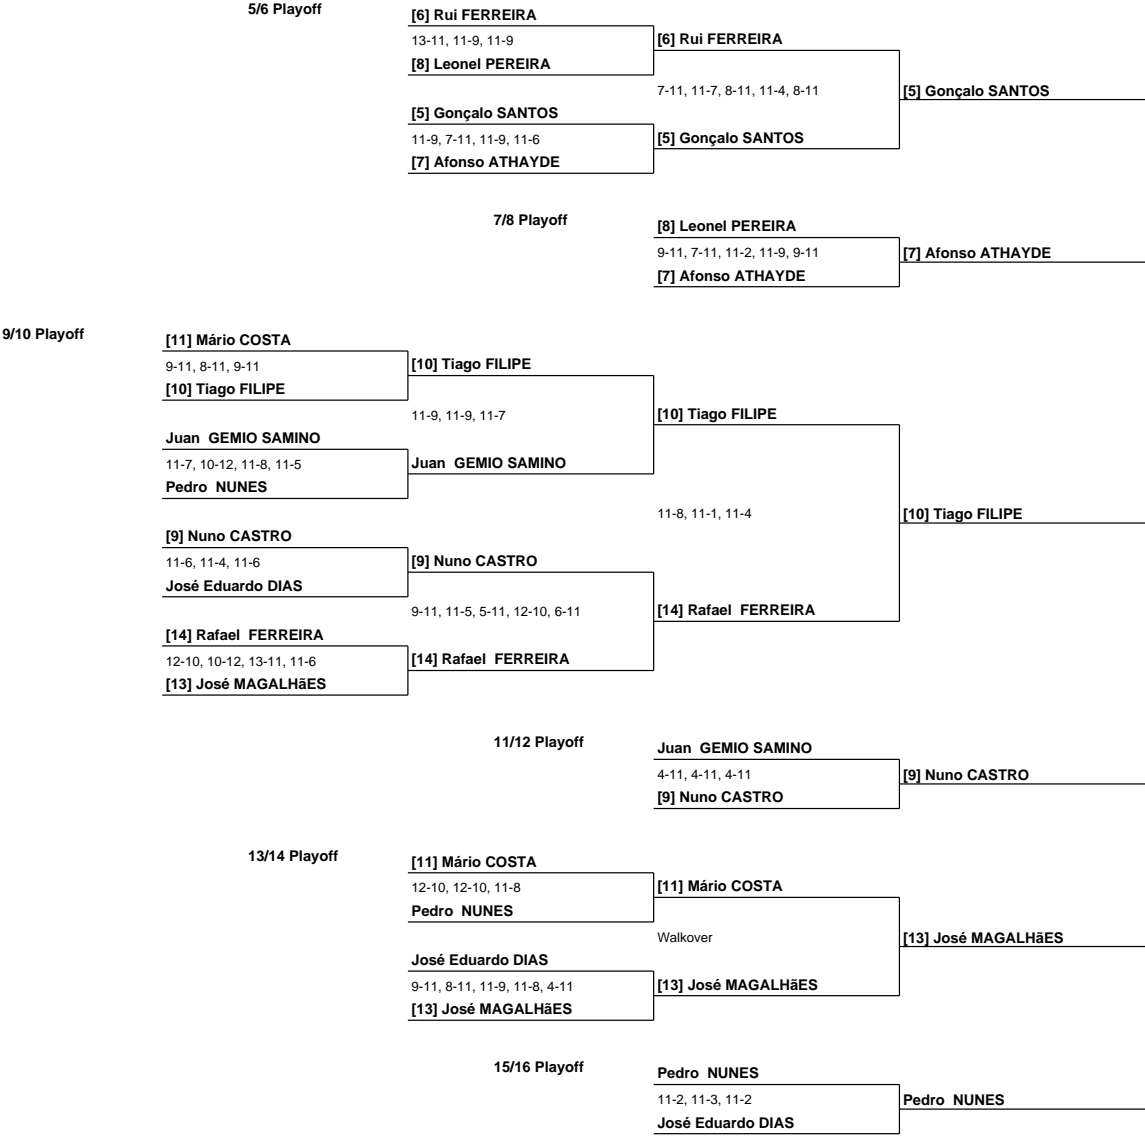 5/6 Playoff
[6] Rui FERREIRA
13-11, 11-9, 11-9
[6] Rui FERREIRA
[8] Leonel PEREIRA
7-11, 11-7, 8-11, 11-4, 8-11
[5] Gonçalo SANTOS
[5] Gonçalo SANTOS
11-9, 7-11, 11-9, 11-6
[5] Gonçalo SANTOS
[7] Afonso ATHAYDE
7/8 Playoff
[8] Leonel PEREIRA
9-11, 7-11, 11-2, 11-9, 9-11
[7] Afonso ATHAYDE
[7] Afonso ATHAYDE
9/10 Playoff
[11] Mário COSTA
9-11, 8-11, 9-11
[10] Tiago FILIPE
[10] Tiago FILIPE
11-9, 11-9, 11-7
[10] Tiago FILIPE
Juan GEMIO SAMINO
11-7, 10-12, 11-8, 11-5
Juan GEMIO SAMINO
Pedro NUNES
11-8, 11-1, 11-4
[10] Tiago FILIPE
[9] Nuno CASTRO
11-6, 11-4, 11-6
[9] Nuno CASTRO
José Eduardo DIAS
9-11, 11-5, 5-11, 12-10, 6-11
[14] Rafael FERREIRA
[14] Rafael FERREIRA
12-10, 10-12, 13-11, 11-6
[14] Rafael FERREIRA
[13] José MAGALHãES
11/12 Playoff
Juan GEMIO SAMINO
4-11, 4-11, 4-11
[9] Nuno CASTRO
[9] Nuno CASTRO
13/14 Playoff
[11] Mário COSTA
12-10, 12-10, 11-8
[11] Mário COSTA
Pedro NUNES
Walkover
[13] José MAGALHãES
José Eduardo DIAS
9-11, 8-11, 11-9, 11-8, 4-11
[13] José MAGALHãES
[13] José MAGALHãES
15/16 Playoff
Pedro NUNES
11-2, 11-3, 11-2
Pedro NUNES
José Eduardo DIAS